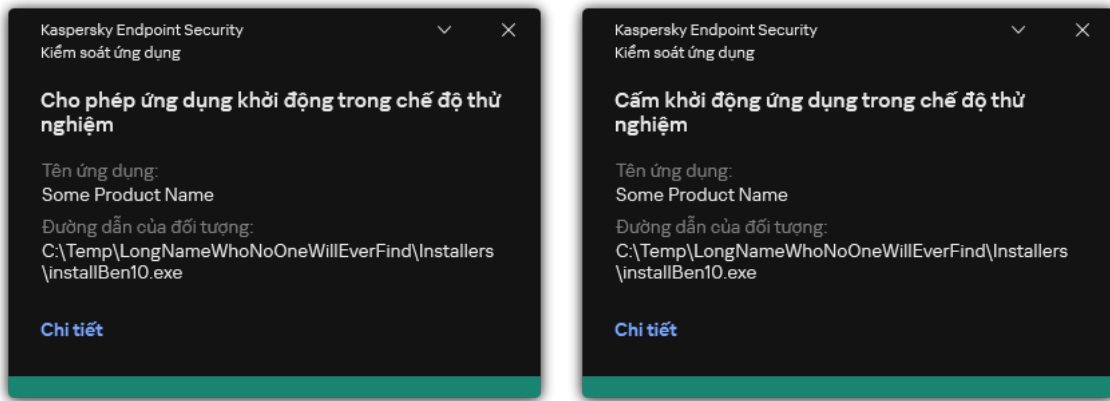 Kaspersky Endpoint Security
Kiểm soát ứng dụng
Cho phép ứng dụng khởi động trong chế độ thử
nghiệm
Tên ứng dụng:
Some Product Name
Đường dẫn của đối tượng:
C:\Temp\LongNameWhoNoOneWillEverFind\Installers
\installBen10.exe
Chi tiết
Kaspersky Endpoint Security
Kiểm soát ứng dụng
Cấm khởi động ứng dụng trong chế độ thử
nghiệm
Tên ứng dụng:
Some Product Name
Đường dẫn của đối tượng:
C:\Temp\LongNameWhoNoOneWillEverFind\Installers
\installBen10.exe
Chi tiết